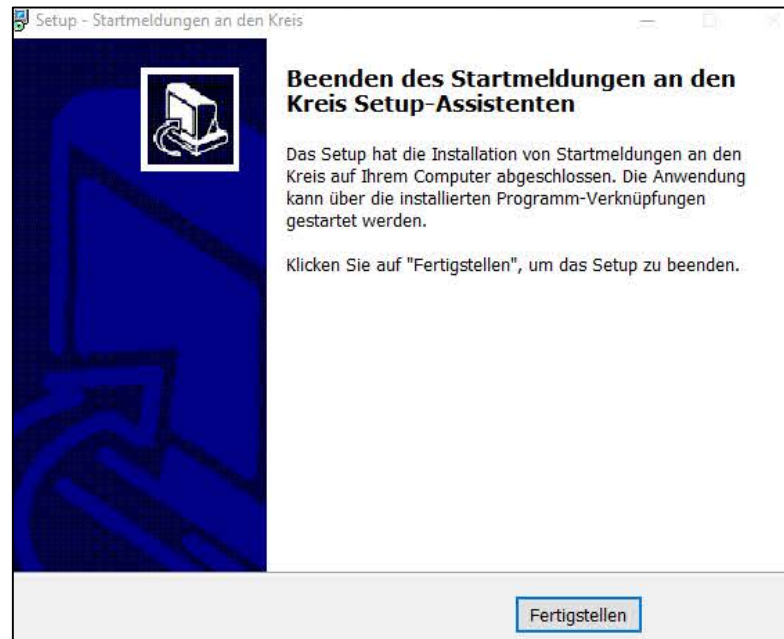 Setup - Startmeldungen an den Kreis
Beenden des Startmeldungen an den
Kreis Setup-Assistenten
Das Setup hat die Installation von Startmeldungen an den
Kreis auf Ihrem Computer abgeschlossen. Die Anwendung
kann über die installierten Programm-Verknüpfungen
gestartet werden.
Klicken Sie auf "Fertigstellen", um das Setup zu beenden.
Fertigstellen